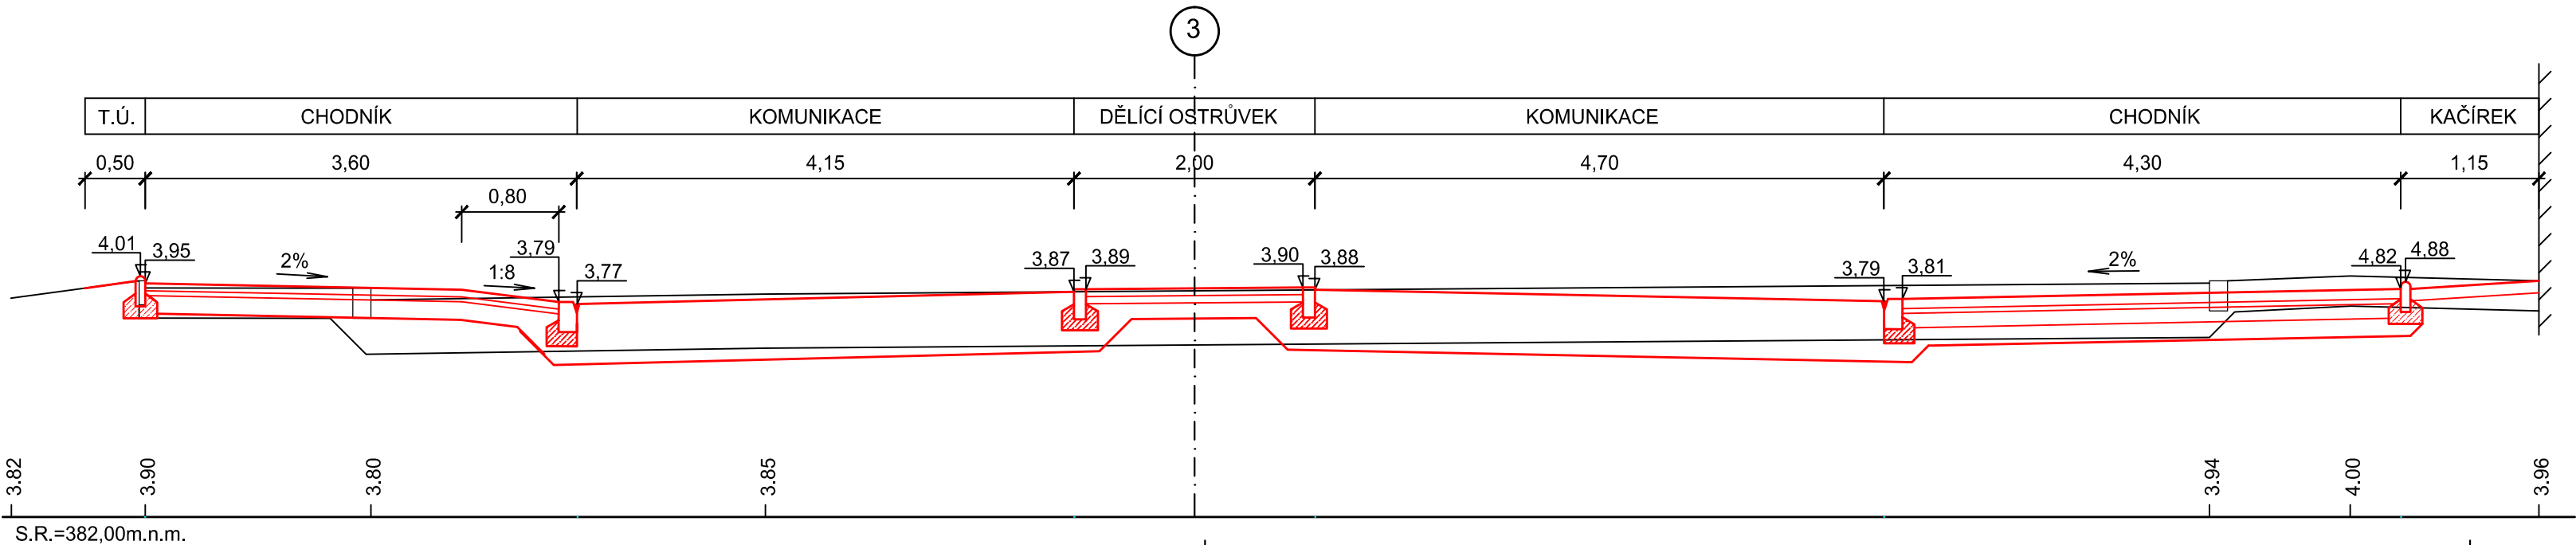 3
T.Ú. CHODNÍK KOMUNIKACE DĚLÍCÍ OSTRŮVEK KOMUNIKACE CHODNÍK KAČÍREK
0,50 3,60 4,15 2,00 4,70 4,30 1,15
0,80
4,01 3,95 2% 1:8 3,79 3,77 3,87 3,89 3,90 3,88 3,79 3,81 2% 4,82 4,88
3.82 3.90 3.80 3.85 3.94 4.00 3.96
S.R.=382,00m.n.m.